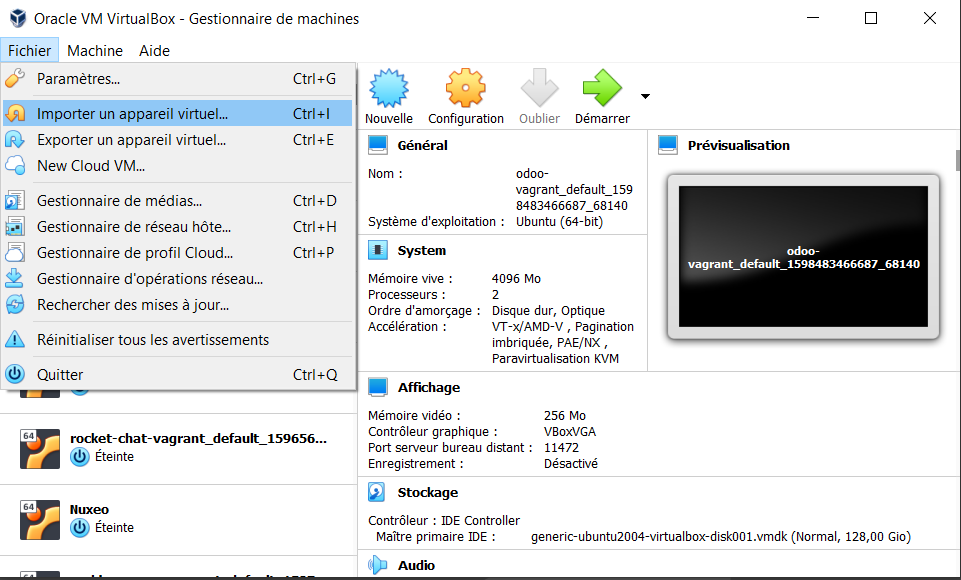 Oracle VM VirtualBox - Gestionnaire de machines
Fichier Machine Aide
Paramètres... Ctrl+G
Importer un appareil virtuel... Ctrl+I
Exporter un appareil virtuel... Ctrl+E
New Cloud VM...
Gestionnaire de médias... Ctrl+D
Gestionnaire de réseau hôte... Ctrl+H
Gestionnaire de profil Cloud... Ctrl+P
Gestionnaire d'opérations réseau...
Rechercher des mises à jour...
Réinitialiser tous les avertissements
Quitter Ctrl+Q
64
rocket-chat-vagrant_default_159656...
Éteinte
64
Nuxeo
Éteinte
64
Nouvelle Configuration Oublier Démarrer
Général
Nom : odoo-
vagrant_default_159
8483466687_68140
Système d'exploitation : Ubuntu (64-bit)
System
Mémoire vive : 4096 Mo
Processeurs : 2
Ordre d'amorçage : Disque dur, Optique
Accélération : VT-x/AMD-V , Pagination
imbriquée, PAE/NX ,
Paravirtualisation KVM
Prévisualisation
odoo-
vagrant_default_1598483466687_68140
Affichage
Mémoire vidéo : 256 Mo
Contrôleur graphique : VBoxVGA
Port serveur bureau distant : 11472
Enregistrement : Désactivé
Stockage
Contrôleur : IDE Controller
Maître primaire IDE : generic-ubuntu2004-virtualbox-disk001.vmdk (Normal, 128,00 Gio)
Audio